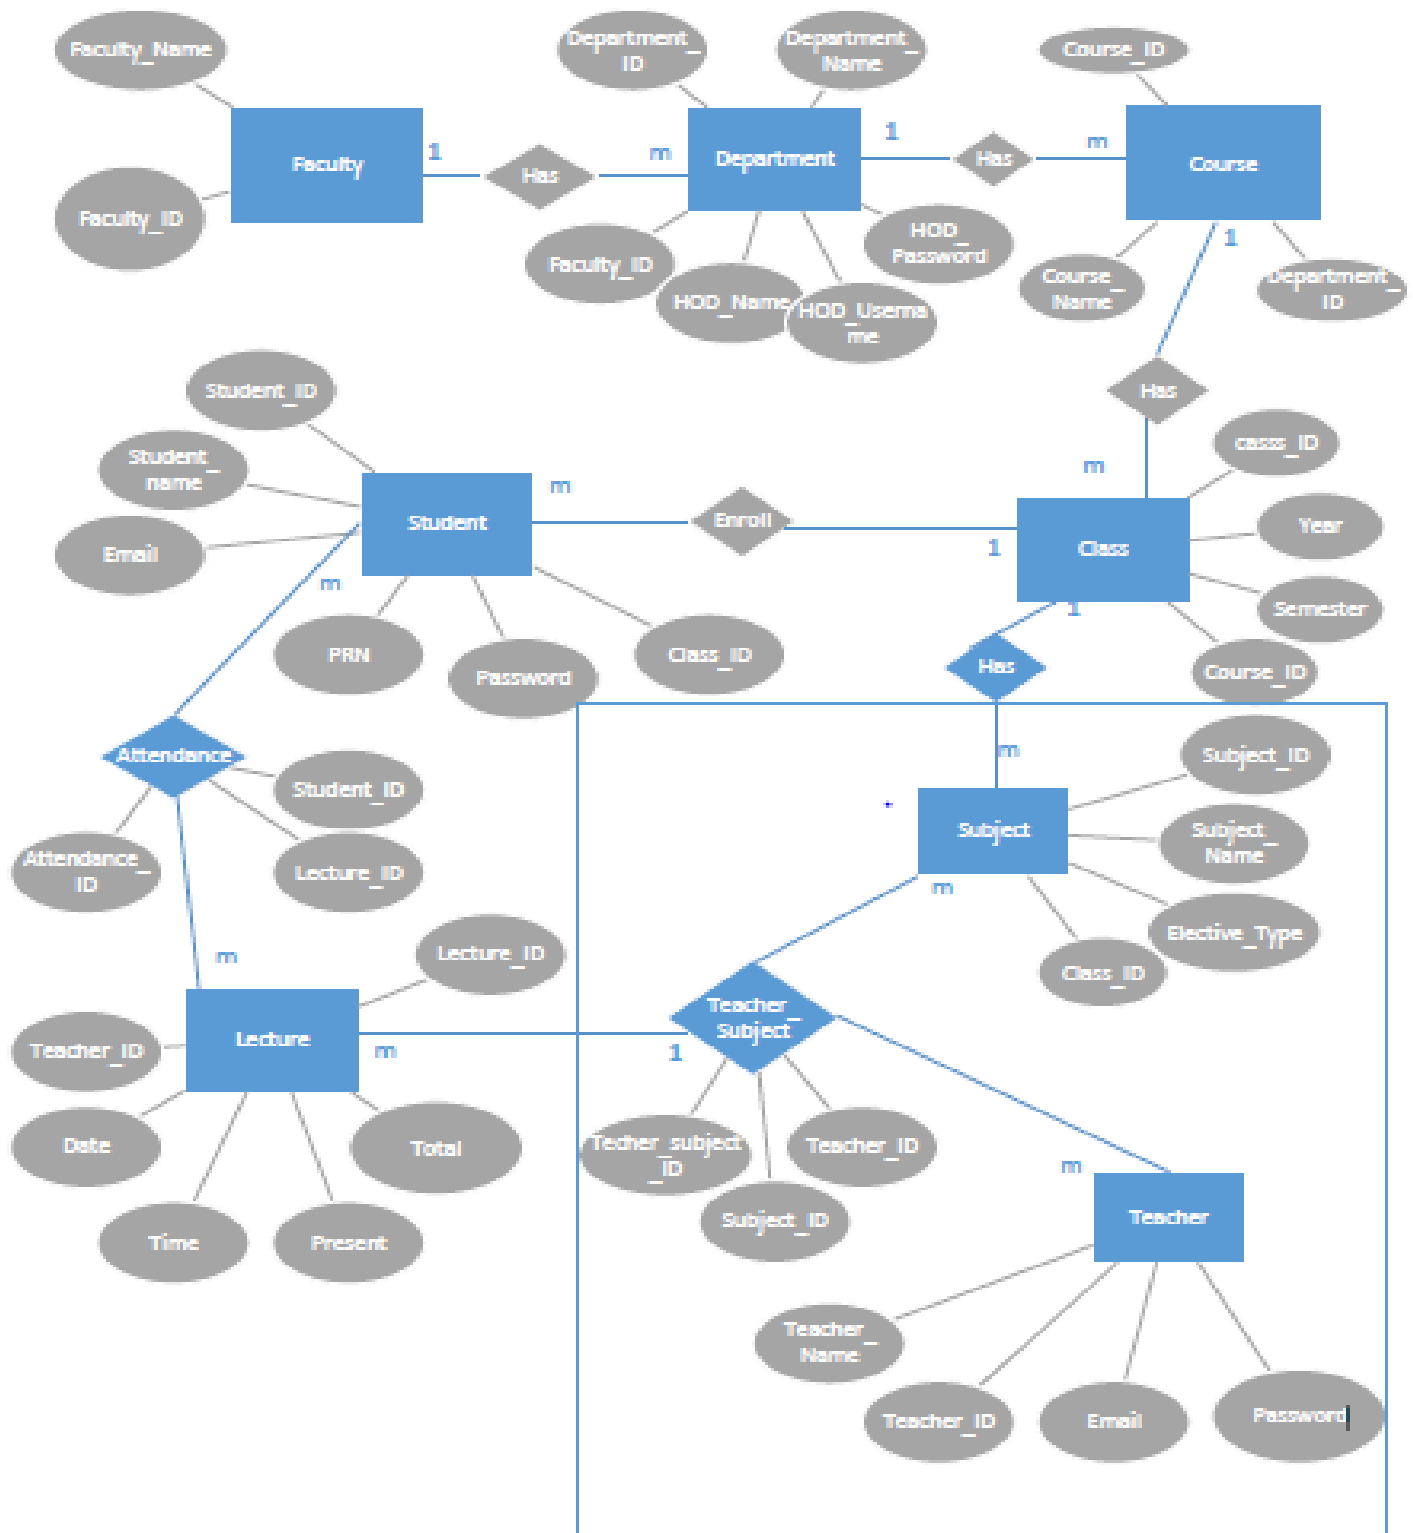 Faculty_Name
Department_
ID
Department_
Name
Course_ID
Faculty
1
Has
m
Department
1
Has
m
Course
Faculty_ID
Faculty_ID
HOD_Name
HOD_Userna
me
HOD_
Password
Course_
Name
1
Department_
ID
Has
Student_ID
Student_
name
Email
Student
m
Enroll
1
m
Class
casss_ID
Year
Semester
Course_ID
m
PRN
Password
Class_ID
1
Has
m
Attendance
Student_ID
Lecture_ID
Attendance_
ID
Subject
Subject_ID
Subject_
Name
Elective_Type
Class_ID
m
m
Lecture_ID
Teacher_ID
Lecture
m
1
Teacher_
Subject
Date
Time
Present
Total
Techer_subject
_ID
Subject_ID
Teacher_ID
m
Teacher
Teacher_
Name
Teacher_ID
Email
Password